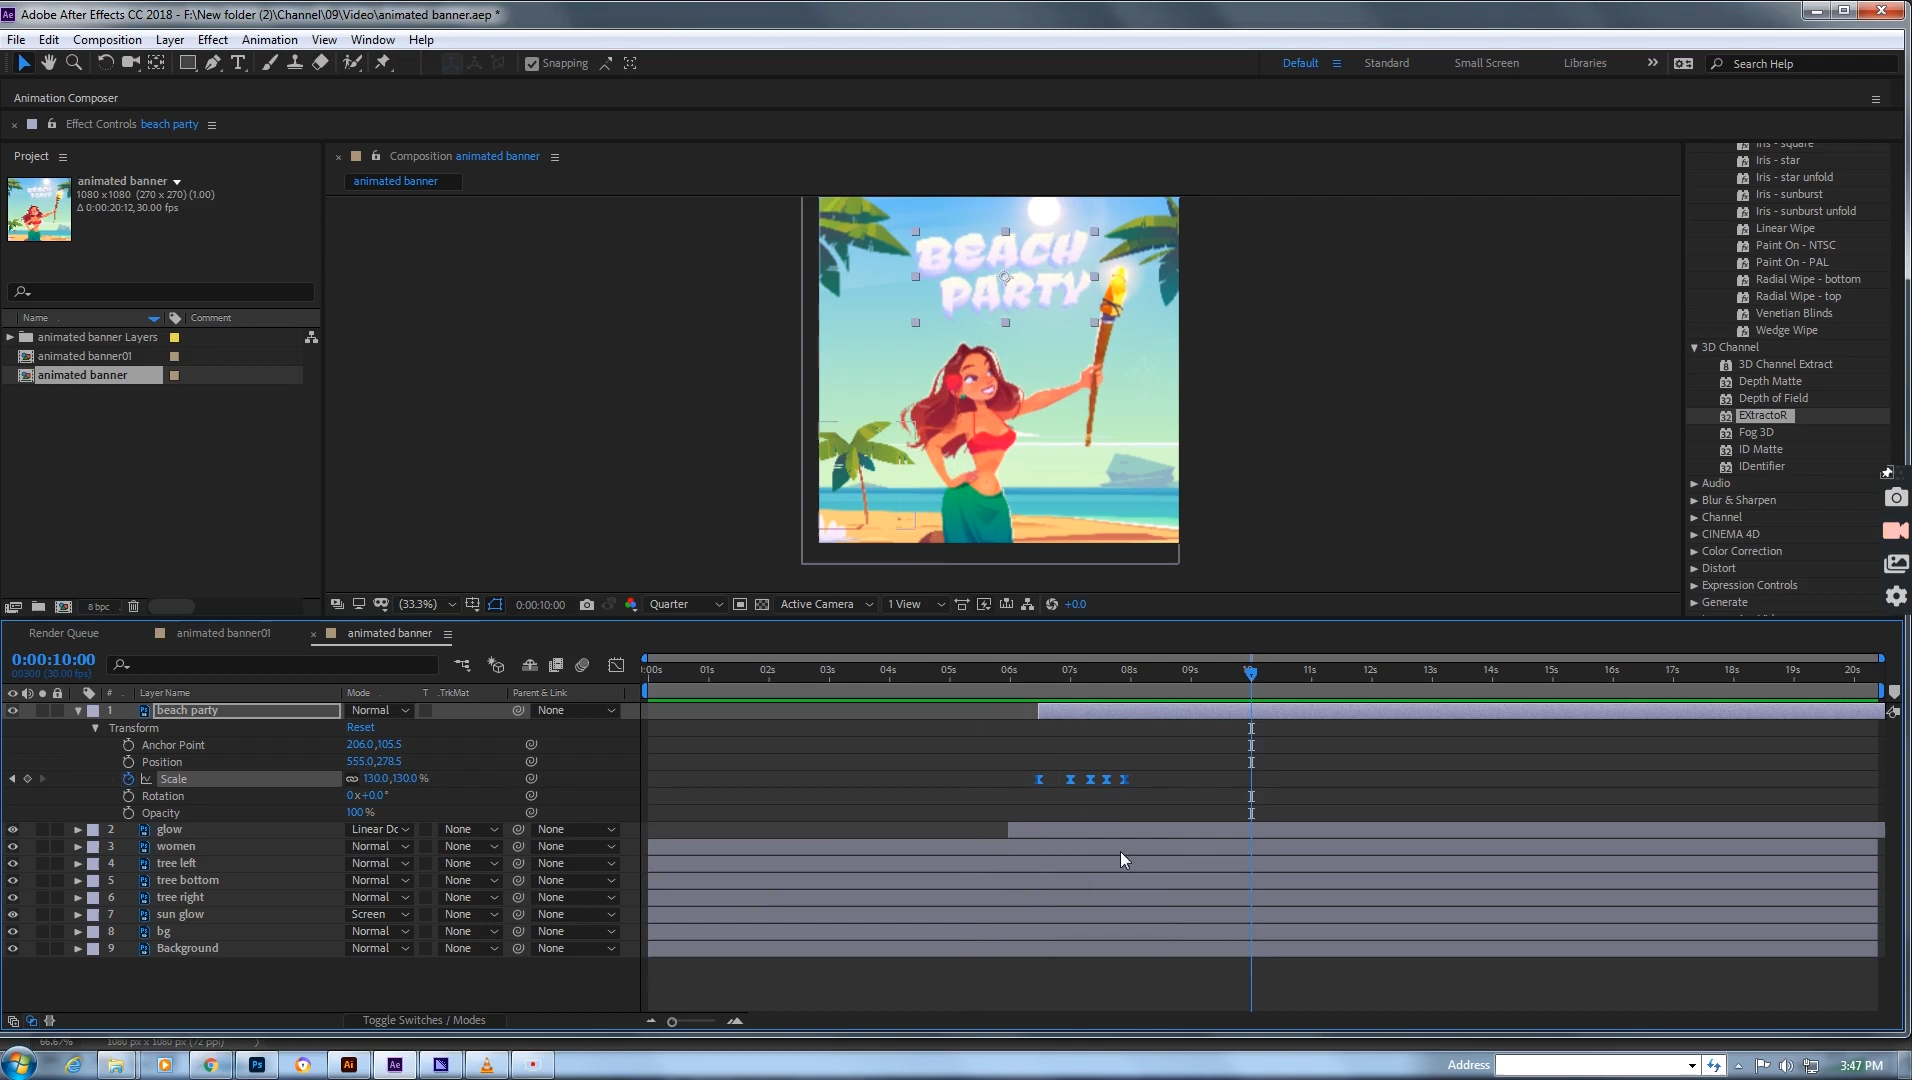 Adobe After Effects CC 2018 - F:\New folder (2)\Channel\09\Video\animated banner.aep *
File Edit Composition Layer Effect Animation View Window Help
Snapping Default Standard Small Screen Libraries Search Help
Animation Composer
Effect Controls beach party
Project
Composition animated banner
animated banner
animated banner
1080 x 1080 (270 x 270) (1.00)
Δ 0:00:20:12, 30.00 fps
Name Comment
animated banner Layers
animated banner01
animated banner
BEACH
PARTY
Iris - square
Iris - star
Iris - star unfold
Iris - sunburst
Iris - sunburst unfold
Linear Wipe
Paint On - NTSC
Paint On - PAL
Radial Wipe - bottom
Radial Wipe - top
Venetian Blinds
Wedge Wipe
3D Channel
3D Channel Extract
Depth Matte
Depth of Field
EXtractoR
Fog 3D
ID Matte
IDentifier
Audio
Blur & Sharpen
Channel
CINEMA 4D
Color Correction
Distort
Expression Controls
Generate
8 bpc
(33.3%) 0:00:10:00 Quarter Active Camera 1 View +0.0
Render Queue animated banner01 animated banner
0:00:10:00
00300 (30.00 fps)
:00s 01s 02s 03s 04s 05s 06s 07s 08s 09s 11s 12s 13s 14s 15s 16s 17s 18s 19s 20s
# Layer Name Mode T .TrkMat Parent & Link
1 beach party Normal None
Transform Reset
Anchor Point 206.0,105.5
Position 555.0,278.5
Scale 130.0,130.0 %
Rotation 0 x+0.0 °
Opacity 100 %
2 glow Linear Dc None None
3 women Normal None None
4 tree left Normal None None
5 tree bottom Normal None None
6 tree right Normal None None
7 sun glow Screen None None
8 bg Normal None None
9 Background Normal None None
Toggle Switches / Modes
66.67% 1080 px x 1080 px (72 ppi)
Address 3:47 PM